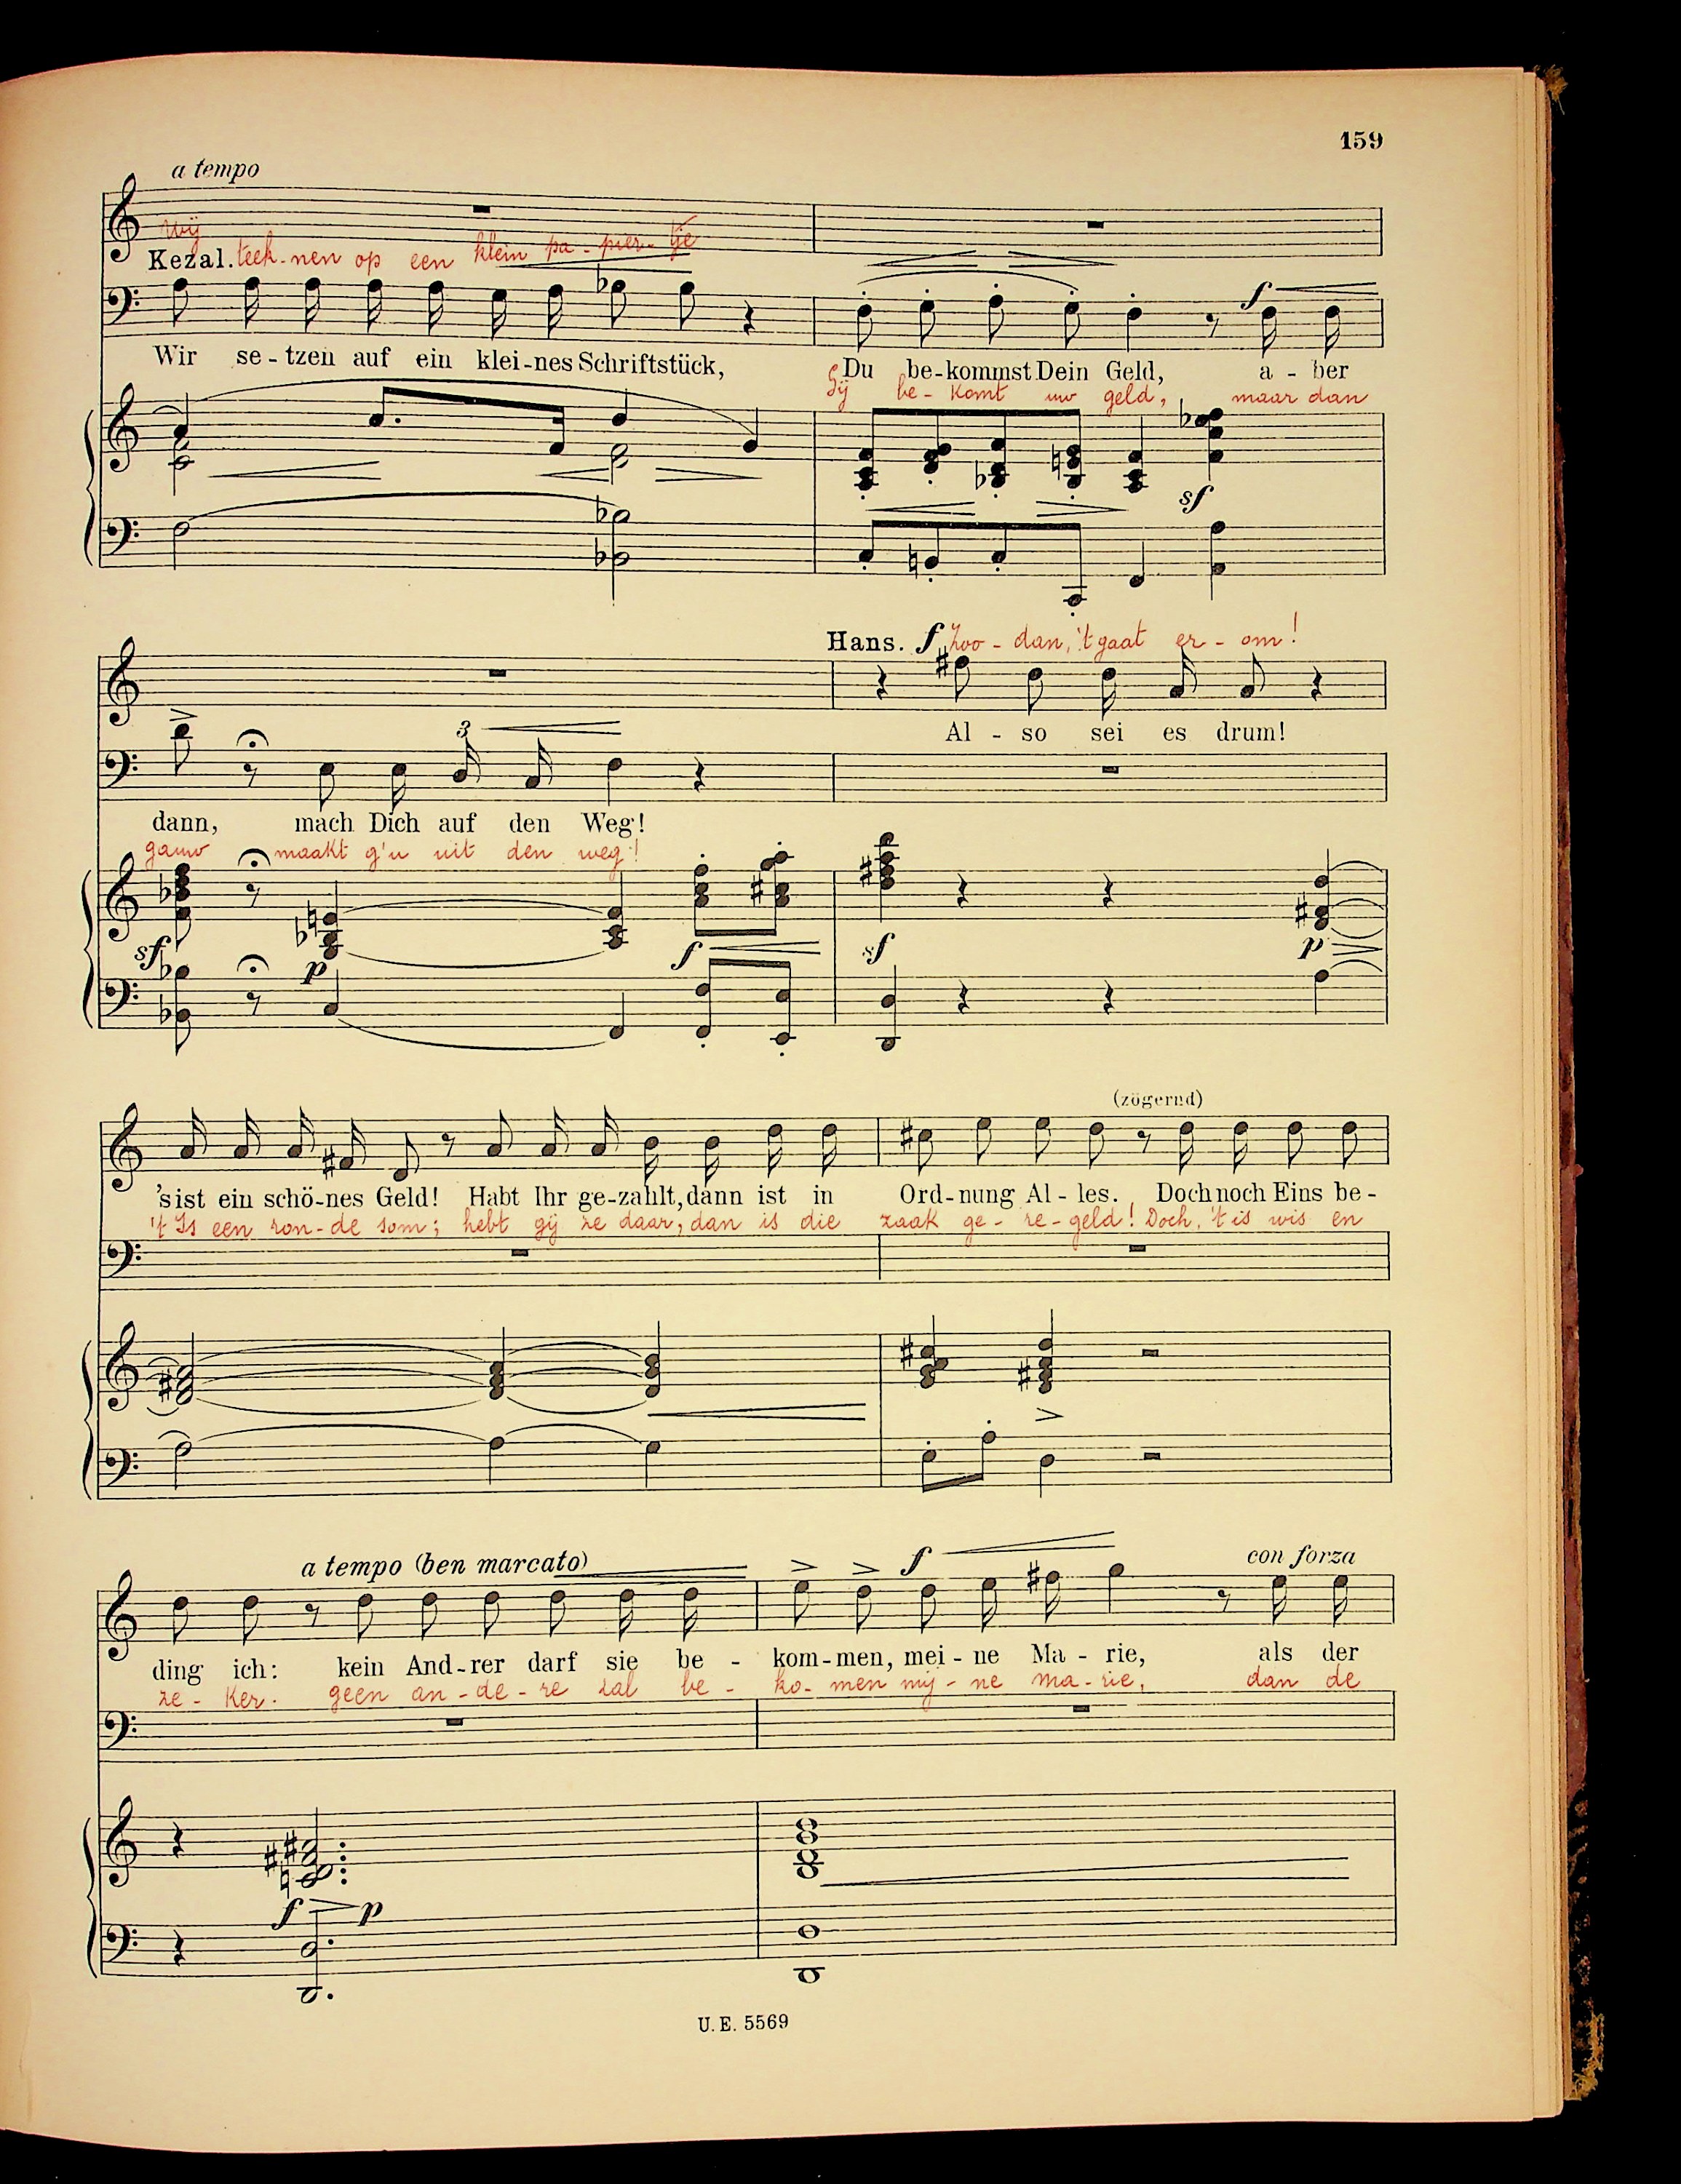 159
a tempo
Wij
Kezal. teek-nen op een klein pa-pier-tje
f
Wir se-tzen auf ein klei-nes Schriftstück, Du be-kommst Dein Geld, a-ber
Gij be-komt uw geld, maar dan
sf
Hans. f Zoo-dan, 't gaat er-om!
Al-so sei es drum!
3
dann, mach Dich auf den Weg!
gauw maakt g'u uit den weg!
sf p f sf p
(zögernd)
's ist ein schö-nes Geld! Habt Ihr ge-zahlt, dann ist in Ord-nung Al-les. Doch noch Eins be-
't Is een ron-de som; hebt gij ze daar, dan is die zaak ge-re-geld! Doch, 't is wis en
a tempo (ben marcato) f con forza
ding ich: kein And-rer darf sie be-kom-men, mei-ne Ma-rie, als der
ze-ker. geen an-de-re zal be-ko-men mij-ne ma-rie, dan de
f p
U. E. 5569